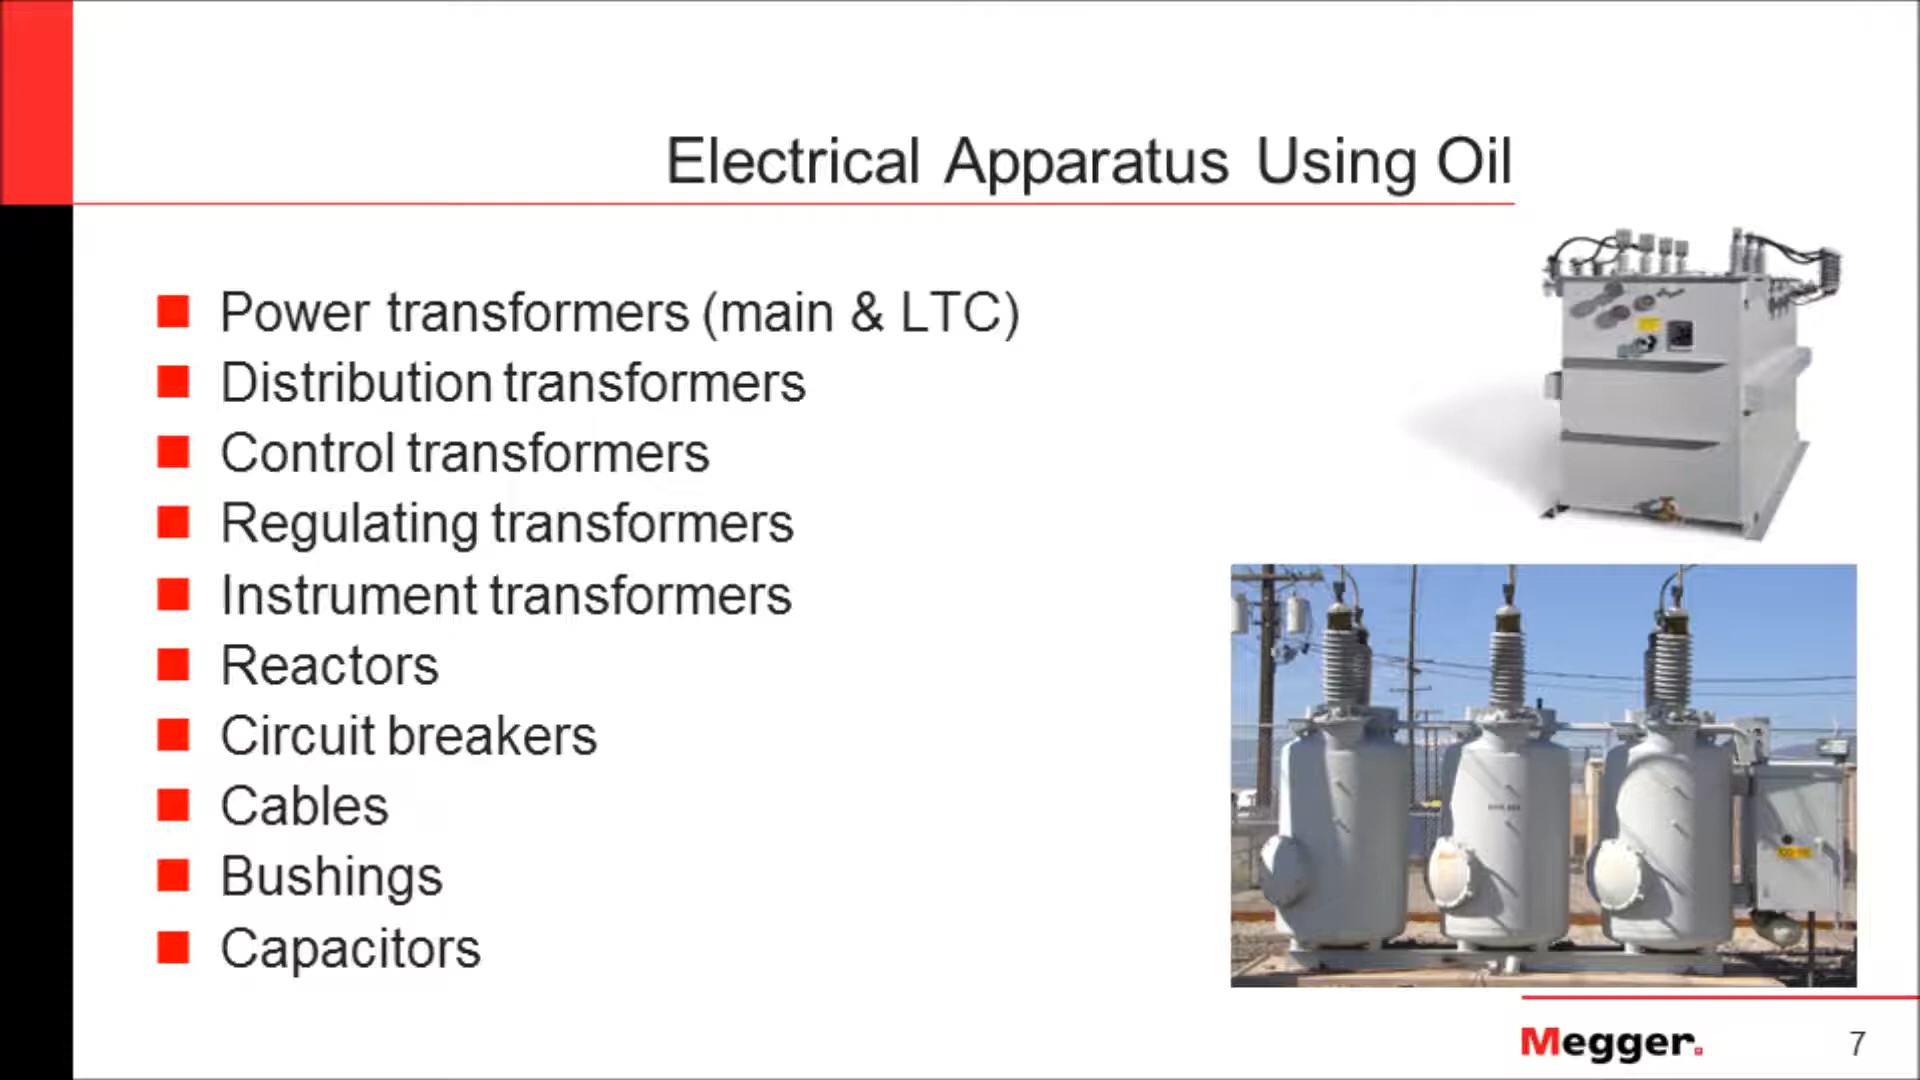 Electrical Apparatus Using Oil
Power transformers (main & LTC)
Distribution transformers
Control transformers
Regulating transformers
Instrument transformers
Reactors
Circuit breakers
Cables
Bushings
Capacitors
Megger.
7